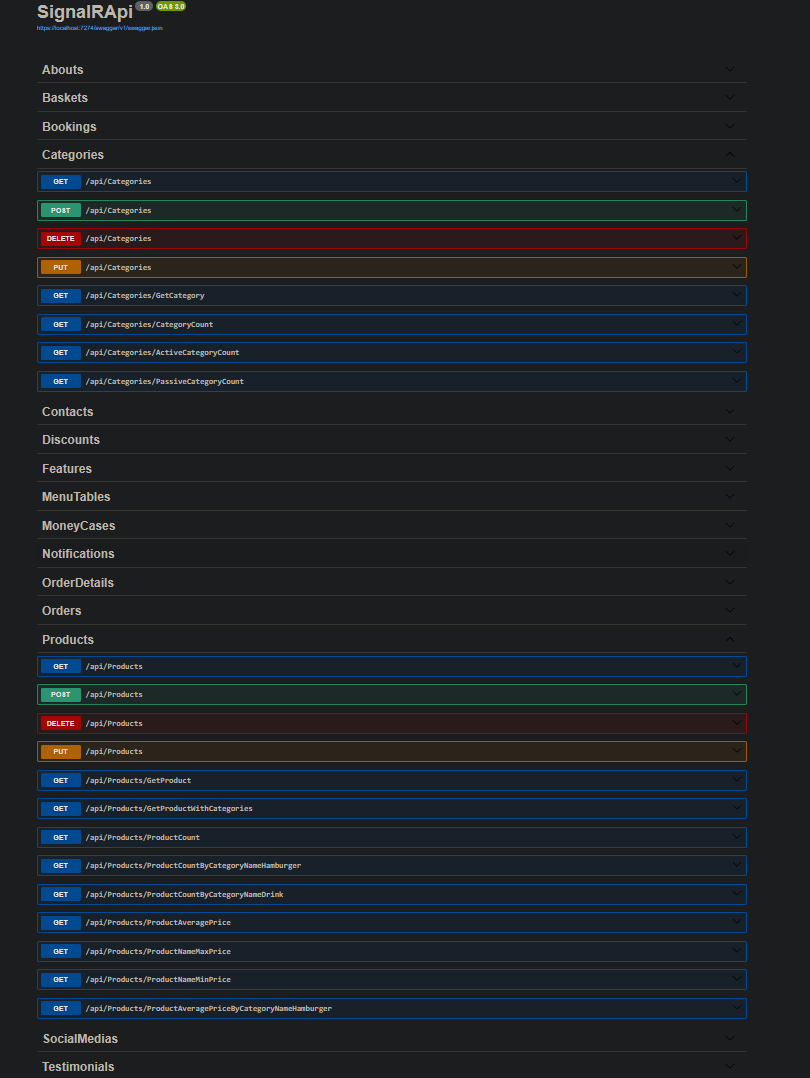 SignalRApi 1.0 OAS 3.0
https://localhost:7274/swagger/v1/swagger.json
Abouts
Baskets
Bookings
Categories
GET /api/Categories
POST /api/Categories
DELETE /api/Categories
PUT /api/Categories
GET /api/Categories/GetCategory
GET /api/Categories/CategoryCount
GET /api/Categories/ActiveCategoryCount
GET /api/Categories/PassiveCategoryCount
Contacts
Discounts
Features
MenuTables
MoneyCases
Notifications
OrderDetails
Orders
Products
GET /api/Products
POST /api/Products
DELETE /api/Products
PUT /api/Products
GET /api/Products/GetProduct
GET /api/Products/GetProductWithCategories
GET /api/Products/ProductCount
GET /api/Products/ProductCountByCategoryNameHamburger
GET /api/Products/ProductCountByCategoryNameDrink
GET /api/Products/ProductAveragePrice
GET /api/Products/ProductNameMaxPrice
GET /api/Products/ProductNameMinPrice
GET /api/Products/ProductAveragePriceByCategoryNameHamburger
SocialMedias
Testimonials